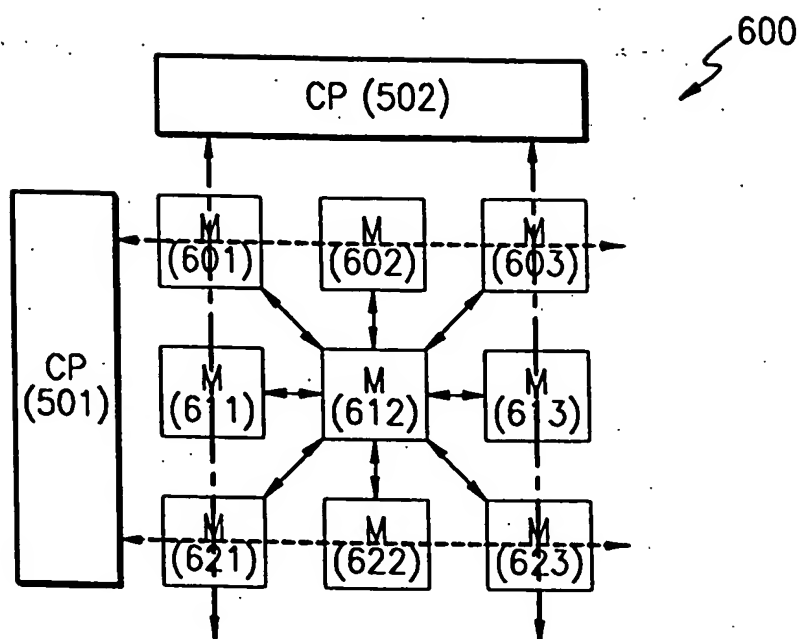 600
CP (502)
M
(601)
M
(602)
M
(603)
CP
(501)
M
(611)
M
(612)
M
(613)
M
(621)
M
(622)
M
(623)